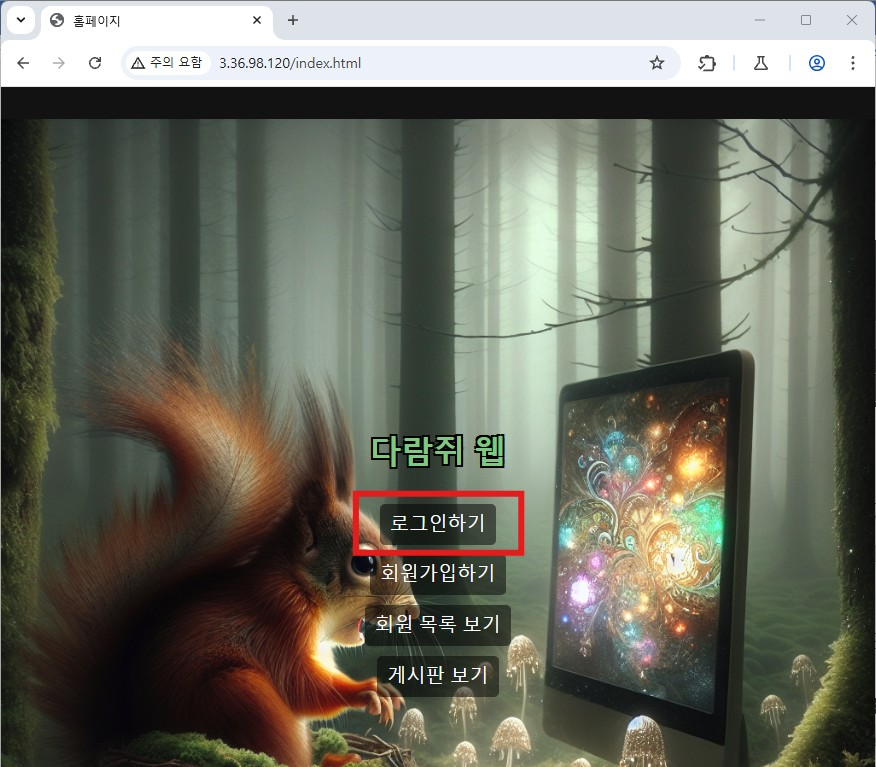 홈페이지
주의 요함 3.36.98.120/index.html
다람쥐 웹
로그인하기
회원가입하기
회원 목록 보기
게시판 보기